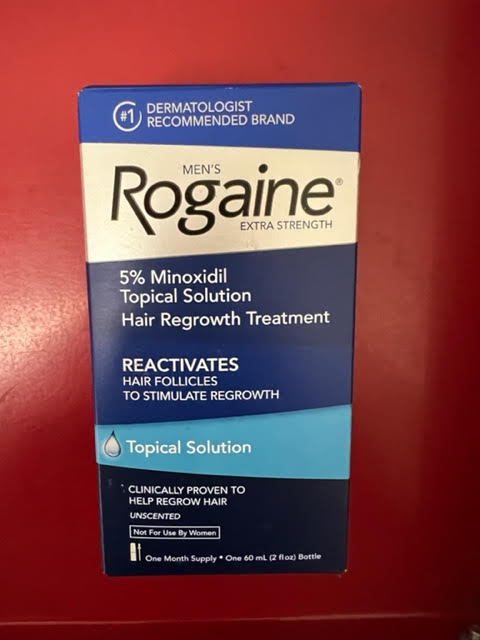 #1 DERMATOLOGIST
RECOMMENDED BRAND
MEN'S
Rogaine®
EXTRA STRENGTH
5% Minoxidil
Topical Solution
Hair Regrowth Treatment
REACTIVATES
HAIR FOLLICLES
TO STIMULATE REGROWTH
Topical Solution
CLINICALLY PROVEN TO
HELP REGROW HAIR
UNSCENTED
Not For Use By Women
One Month Supply • One 60 mL (2 fl oz) Bottle